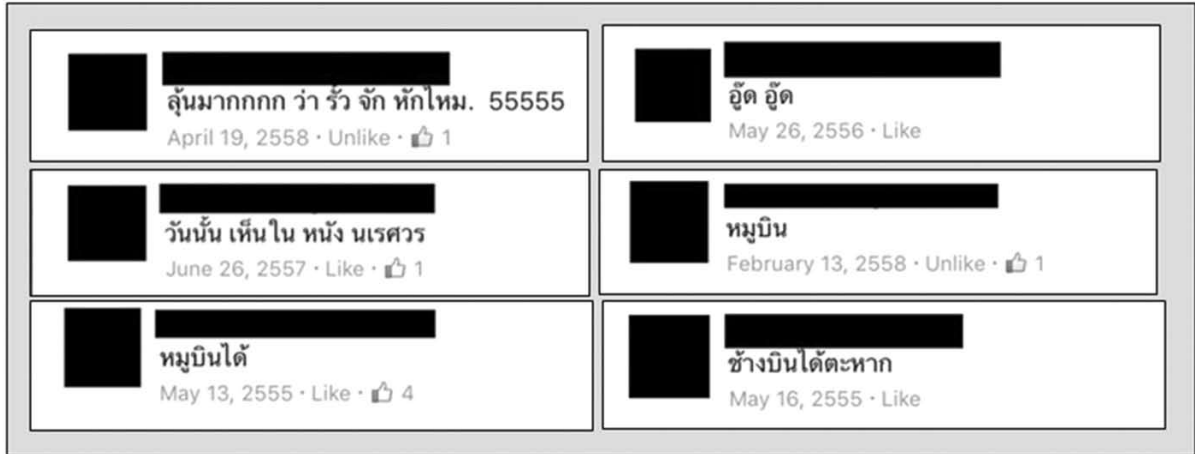 ลุ้นมากกกก ว่า รั้ว จัก หักไหม. 55555
April 19, 2558 · Unlike · 1
อู๊ด อู๊ด
May 26, 2556 · Like
วันนั้น เห็นใน หนัง นเรศวร
June 26, 2557 · Like · 1
หมูบิน
February 13, 2558 · Unlike · 1
หมูบินได้
May 13, 2555 · Like · 4
ช้างบินได้ตะหาก
May 16, 2555 · Like